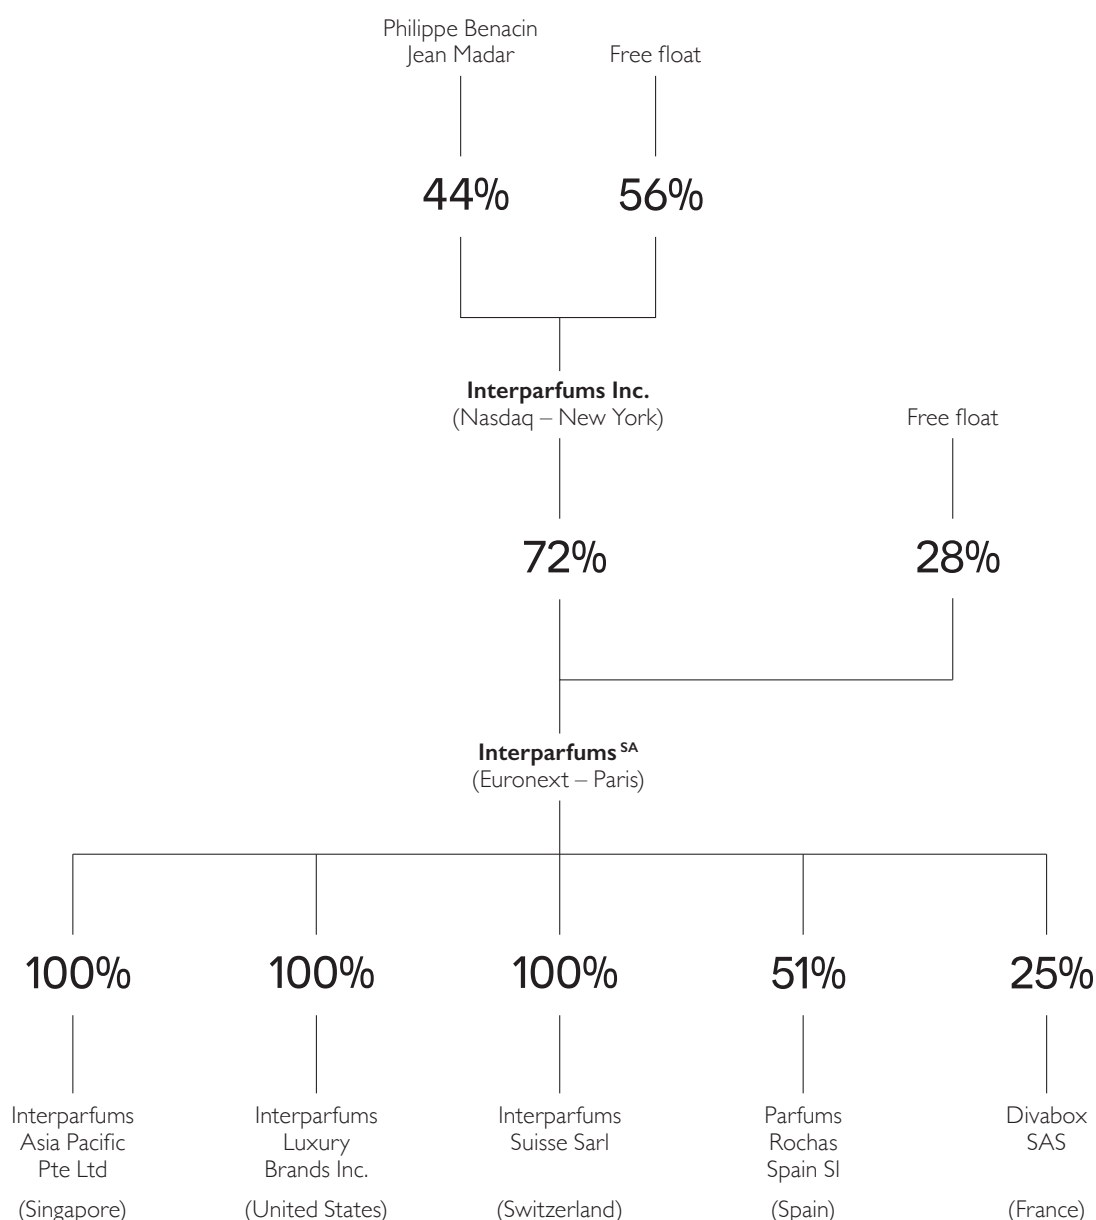 Philippe Benacin
Jean Madar
Free float
44%
56%
Interparfums Inc.
(Nasdaq – New York)
Free float
72%
28%
Interparfums SA
(Euronext – Paris)
100%
100%
100%
51%
25%
Interparfums
Asia Pacific
Pte Ltd
(Singapore)
Interparfums
Luxury
Brands Inc.
(United States)
Interparfums
Suisse Sarl
(Switzerland)
Parfums
Rochas
Spain Sl
(Spain)
Divabox
SAS
(France)